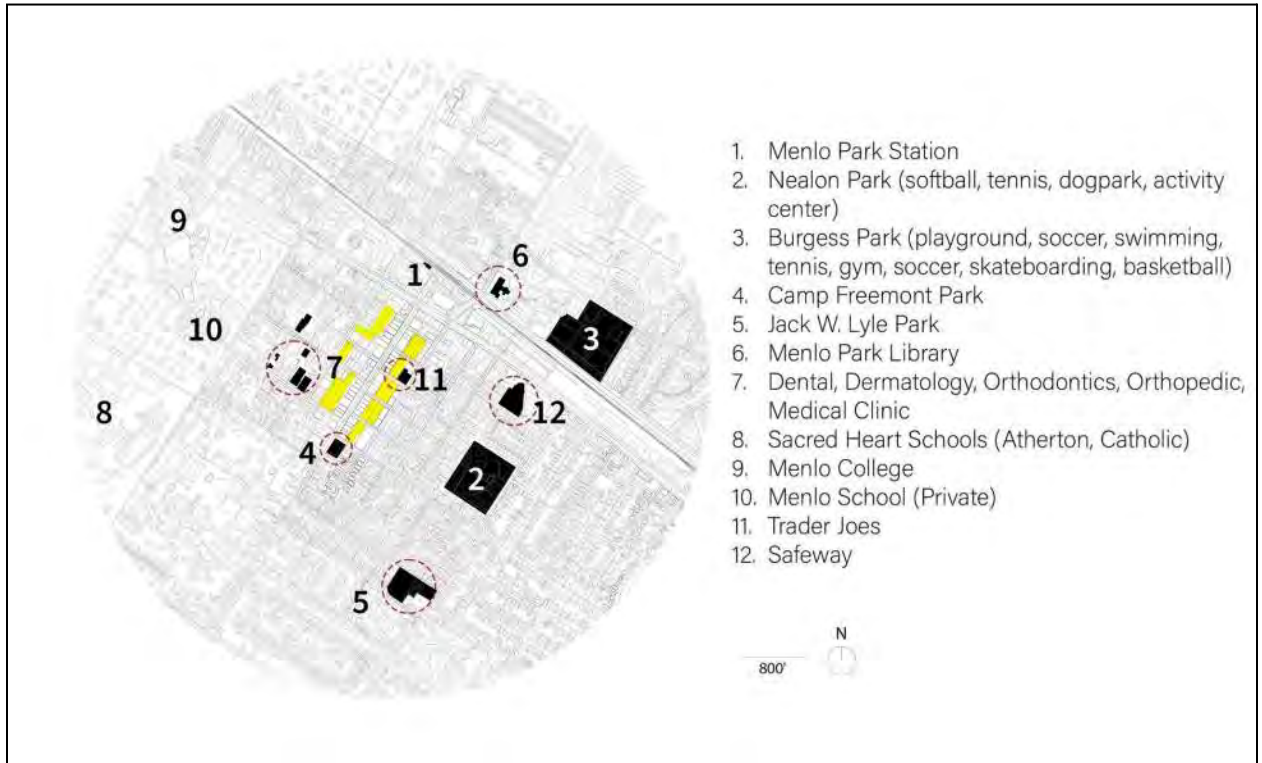 9
6
1
10
3
7
11
8
12
4
2
5
1. Menlo Park Station
2. Nealon Park (softball, tennis, dogpark, activity
center)
3. Burgess Park (playground, soccer, swimming,
tennis, gym, soccer, skateboarding, basketball)
4. Camp Freemont Park
5. Jack W. Lyle Park
6. Menlo Park Library
7. Dental, Dermatology, Orthodontics, Orthopedic,
Medical Clinic
8. Sacred Heart Schools (Atherton, Catholic)
9. Menlo College
10. Menlo School (Private)
11. Trader Joes
12. Safeway
N
800'